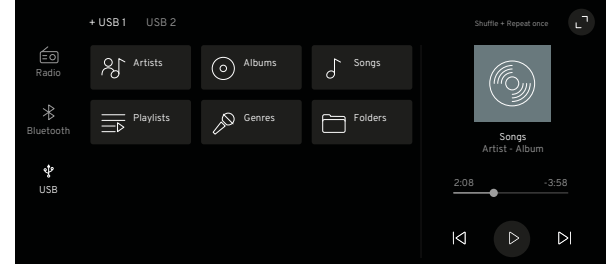 + USB 1
USB 2
Shuffle + Repeat once
Radio
Bluetooth
USB
Artists
Albums
Songs
Playlists
Genres
Folders
Songs
Artist - Album
2:08
-3:58